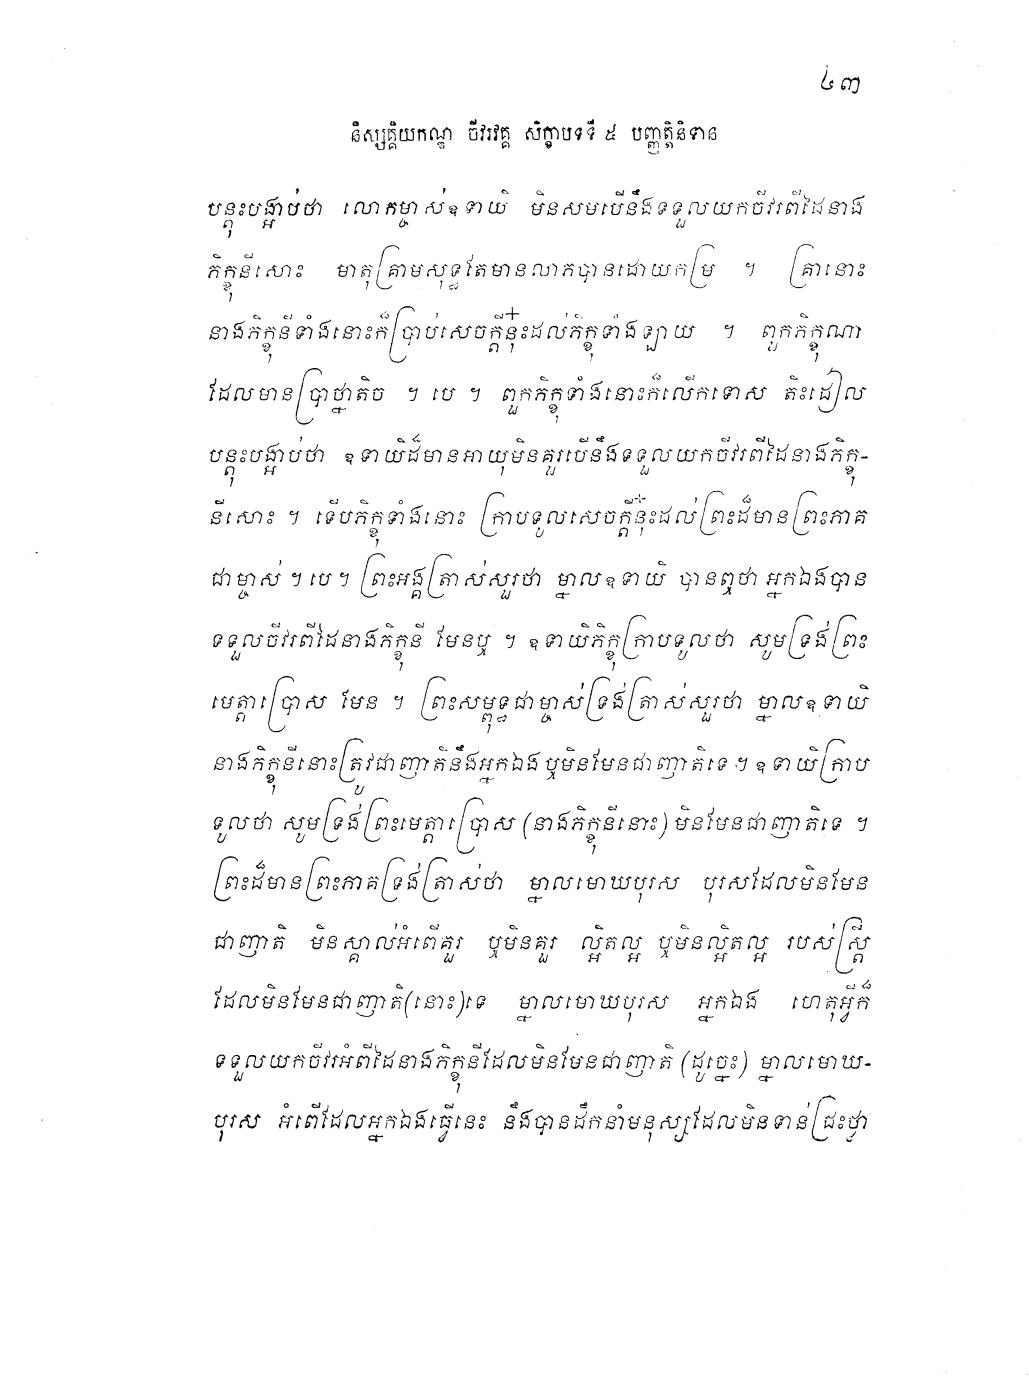 ៤៣
និស្សគ្គិយកណ្ឌ ចីវរវគ្គ សិក្ខាបទទី ៥ បញ្ញត្តិនិទាន
បន្តុះបង្អាប់ថា លោកម្ចាស់ឧទាយិ មិនសមបើនឹងទទួលយកចីវរពីដៃនាង
ភិក្ខុនីសោះ មាតុគ្រាមសុទ្ធតែមានលាភបានដោយកម្រ ។ គ្រានោះ
នាងភិក្ខុនីទាំងនោះក៏ប្រាប់សេចក្តីនុ៎ះដល់ភិក្ខុទាំងឡាយ ។ ពួកភិក្ខុណា
ដែលមានប្រាថ្នាតិច ។ បេ ។ ពួកភិក្ខុទាំងនោះក៏លើកទោស តិះដៀល
បន្តុះបង្អាប់ថា ឧទាយិដ៏មានអាយុមិនគួរបើនឹងទទួលយកចីវរពីដៃនាងភិក្ខុ-
នីសោះ ។ ទើបភិក្ខុទាំងនោះ ក្រាបទូលសេចក្តីនុ៎ះដល់ព្រះដ៏មានព្រះភាគ
ជាម្ចាស់ ។ បេ ។ ព្រះអង្គត្រាស់សួរថា ម្នាលឧទាយិ បានឮថា អ្នកឯងបាន
ទទួលចីវរពីដៃនាងភិក្ខុនី មែនឬ ។ ឧទាយិភិក្ខុក្រាបទូលថា សូមទ្រង់ព្រះ
មេត្តាប្រោស មែន ។ ព្រះសម្ពុទ្ធជាម្ចាស់ទ្រង់ត្រាស់សួរថា ម្នាលឧទាយិ
នាងភិក្ខុនីនោះត្រូវជាញាតិនឹងអ្នកឯង ឬមិនមែនជាញាតិទេ ។ ឧទាយិក្រាប
ទូលថា សូមទ្រង់ព្រះមេត្តាប្រោស (នាងភិក្ខុនីនោះ) មិនមែនជាញាតិទេ ។
ព្រះដ៏មានព្រះភាគទ្រង់ត្រាស់ថា ម្នាលមោឃបុរស បុរសដែលមិនមែន
ជាញាតិ មិនស្គាល់អំពើគួរ ឬមិនគួរ ល្អិតល្អ ឬមិនល្អិតល្អ របស់ស្រ្តី
ដែលមិនមែនជាញាតិ(នោះ)ទេ ម្នាលមោឃបុរស អ្នកឯង ហេតុអ្វីក៏
ទទួលយកចីវរអំពីដៃនាងភិក្ខុនីដែលមិនមែនជាញាតិ (ដូច្នេះ) ម្នាលមោឃ-
បុរស អំពើដែលអ្នកឯងធ្វើនេះ នឹងបានដឹកនាំមនុស្សដែលមិនទាន់ជ្រះថ្លា